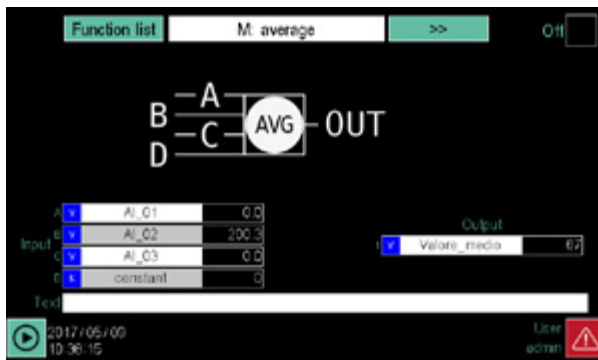 Function list M: average >> Off
A
B
C
D
AVG
OUT
Input
A v AI_01 0.0
B v AI_02 200.3
C v AI_03 0.0
D k constant 0
Output
v Valore_medio 67
Text
2017/05/09
10:36:15
User
admin